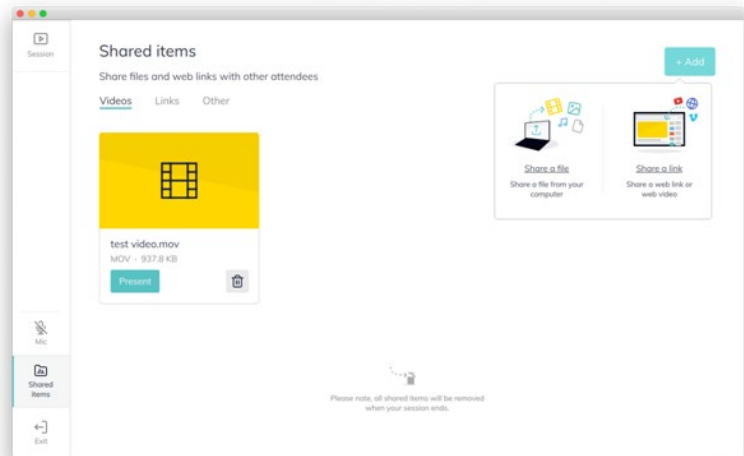 Session
Shared items
Share files and web links with other attendees
+ Add
Videos Links Other
Share a file
Share a file from your
computer
Share a link
Share a web link or
web video
test video.mov
MOV · 937.8 KB
Present
Mic
Shared
items
Exit
Please note, all shared items will be removed
when your session ends.